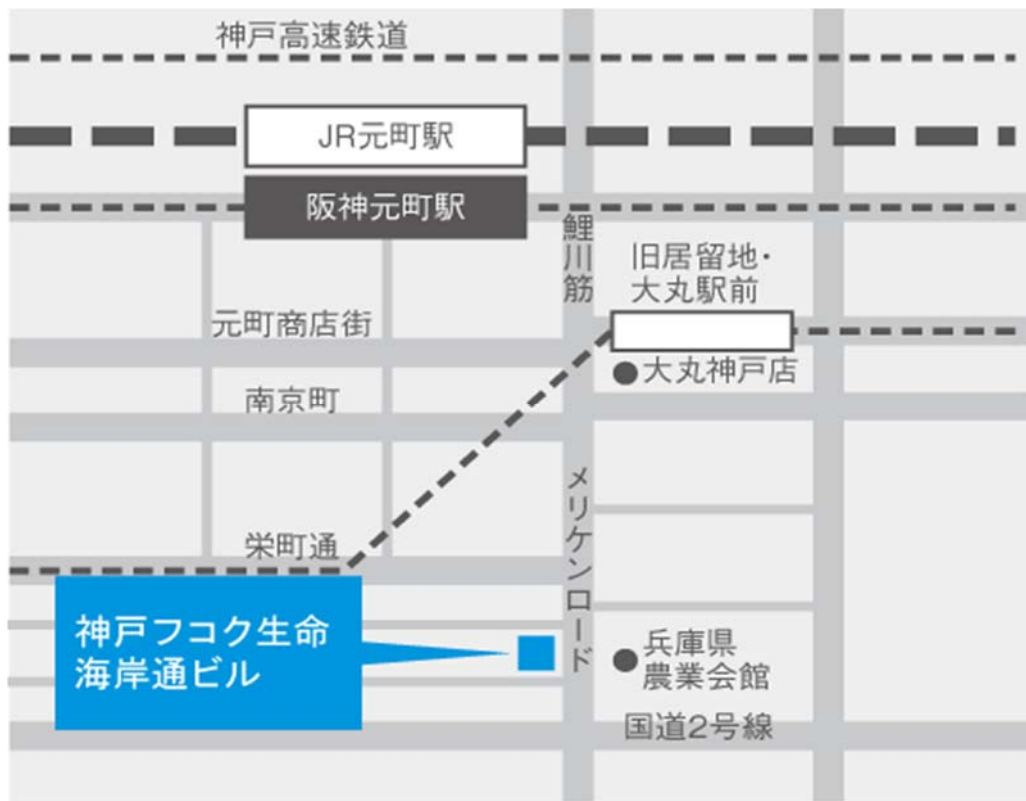 神戸高速鉄道
JR元町駅
阪神元町駅
鯉川筋
旧居留地・
大丸駅前
元町商店街
大丸神戸店
南京町
メリケンロード
栄町通
神戸フコク生命
海岸通ビル
兵庫県
農業会館
国道2号線